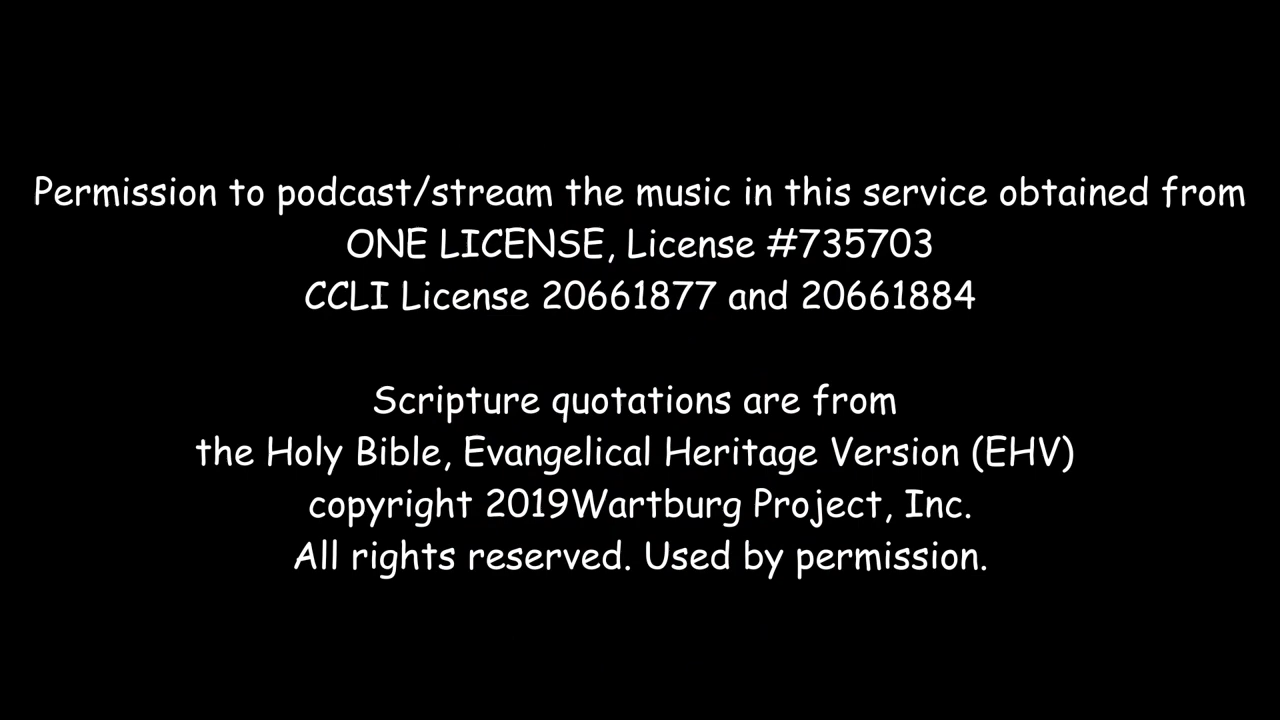 Permission to podcast/stream the music in this service obtained from
ONE LICENSE, License #735703
CCLI License 20661877 and 20661884
Scripture quotations are from
the Holy Bible, Evangelical Heritage Version (EHV)
copyright 2019Wartburg Project, Inc.
All rights reserved. Used by permission.